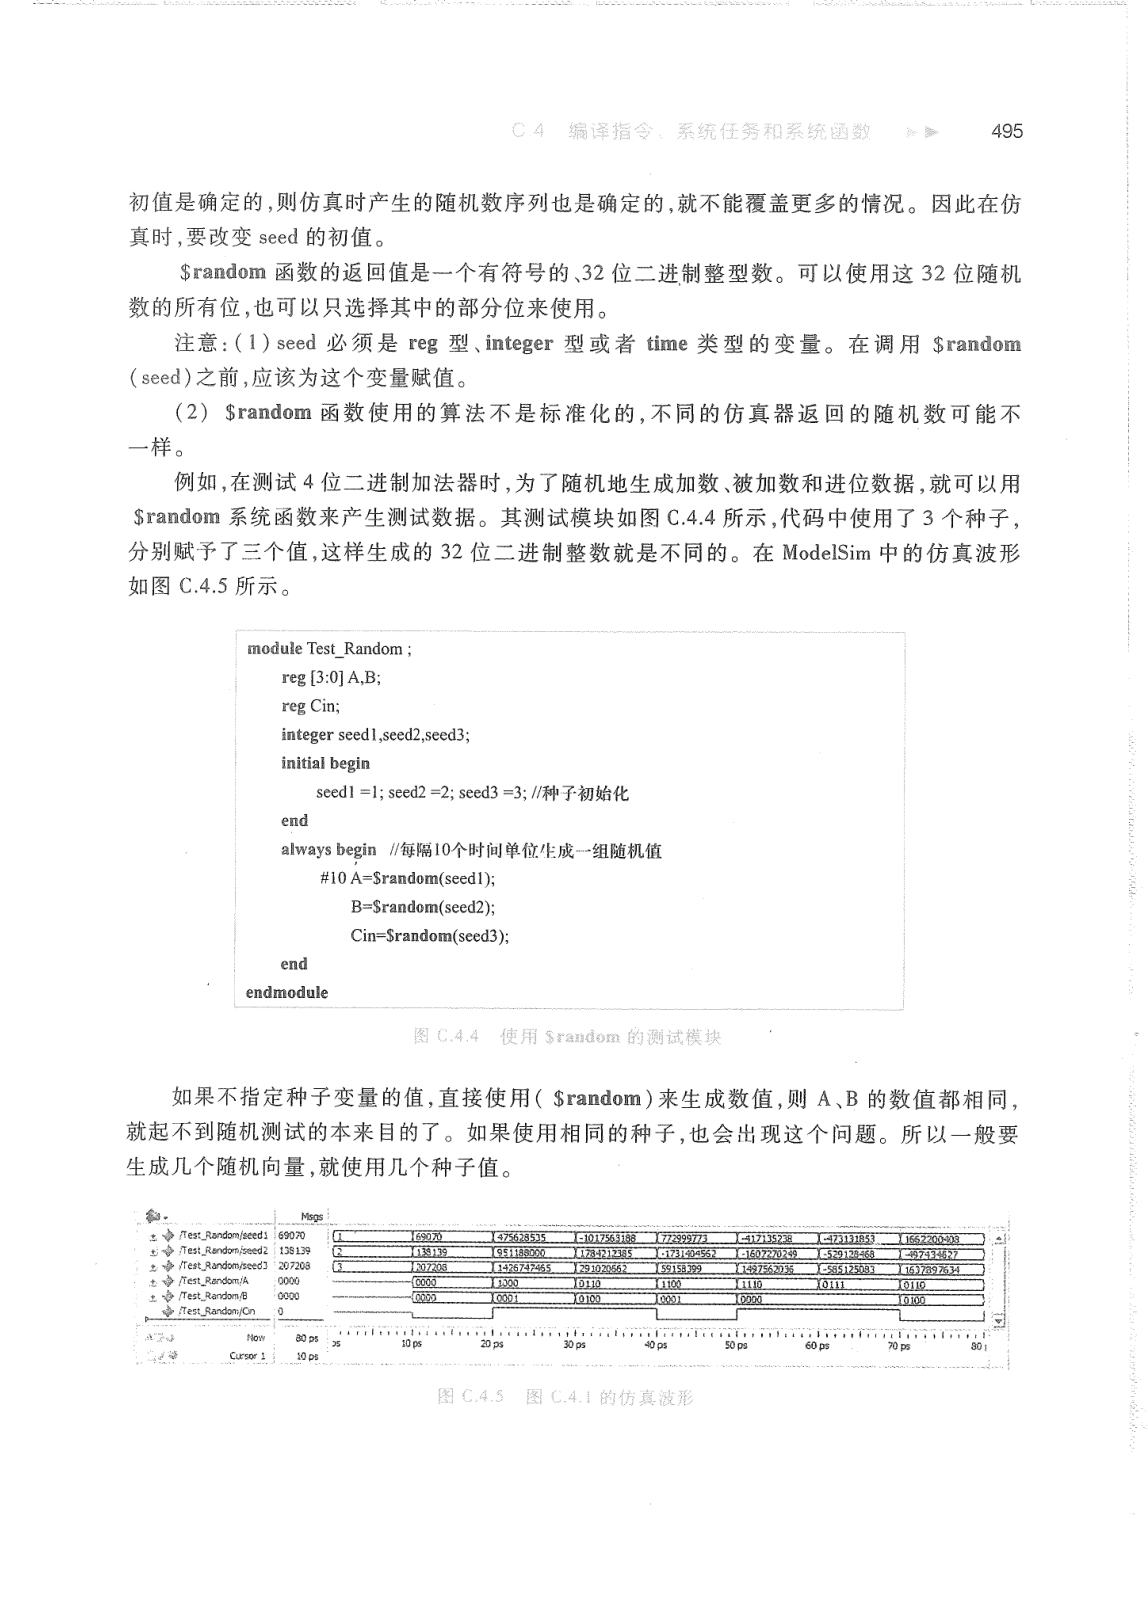 C.4 编译指令、系统任务和系统函数 495
初值是确定的,则仿真时产生的随机数序列也是确定的,就不能覆盖更多的情况。因此在仿
真时,要改变 seed 的初值。
$random 函数的返回值是一个有符号的、32 位二进制整型数。可以使用这 32 位随机
数的所有位,也可以只选择其中的部分位来使用。
注意:(1) seed 必须是 reg 型、integer 型或者 time 类型的变量。在调用 $random
(seed)之前,应该为这个变量赋值。
(2) $random 函数使用的算法不是标准化的,不同的仿真器返回的随机数可能不
一样。
例如,在测试 4 位二进制加法器时,为了随机地生成加数、被加数和进位数据,就可以用
$random 系统函数来产生测试数据。其测试模块如图 C.4.4 所示,代码中使用了 3 个种子,
分别赋予了三个值,这样生成的 32 位二进制整数就是不同的。在 ModelSim 中的仿真波形
如图 C.4.5 所示。
module Test_Random ;
reg [3:0] A,B;
reg Cin;
integer seed1,seed2,seed3;
initial begin
seed1 =1; seed2 =2; seed3 =3; //种子初始化
end
always begin //每隔10个时间单位生成一组随机值
#10 A=$random(seed1);
B=$random(seed2);
Cin=$random(seed3);
end
endmodule
图 C.4.4 使用 $random 的测试模块
如果不指定种子变量的值,直接使用( $random)来生成数值,则 A、B 的数值都相同,
就起不到随机测试的本来目的了。如果使用相同的种子,也会出现这个问题。所以一般要
生成几个随机向量,就使用几个种子值。
Msgs
/Test_Random/seed1 69070 1 69070 475628535 -1017563188 772999773 -417135238 -473131853 1662200408
/Test_Random/seed2 138139 2 138139 951188000 1784212385 -1731404562 -1607270249 -529128468 -497434627
/Test_Random/seed3 207208 3 207208 1426747465 291020562 59158399 1497562036 -585125083 1637897634
/Test_Random/A 0000 0000 1000 0110 1100 1110 0111 0110
/Test_Random/B 0000 0000 0001 0100 0001 0000 0100
/Test_Random/Cin 0
Now 80 ps ps 10 ps 20 ps 30 ps 40 ps 50 ps 60 ps 70 ps 80
Cursor 1 10 ps
图 C.4.5 图 C.4.1 的仿真波形